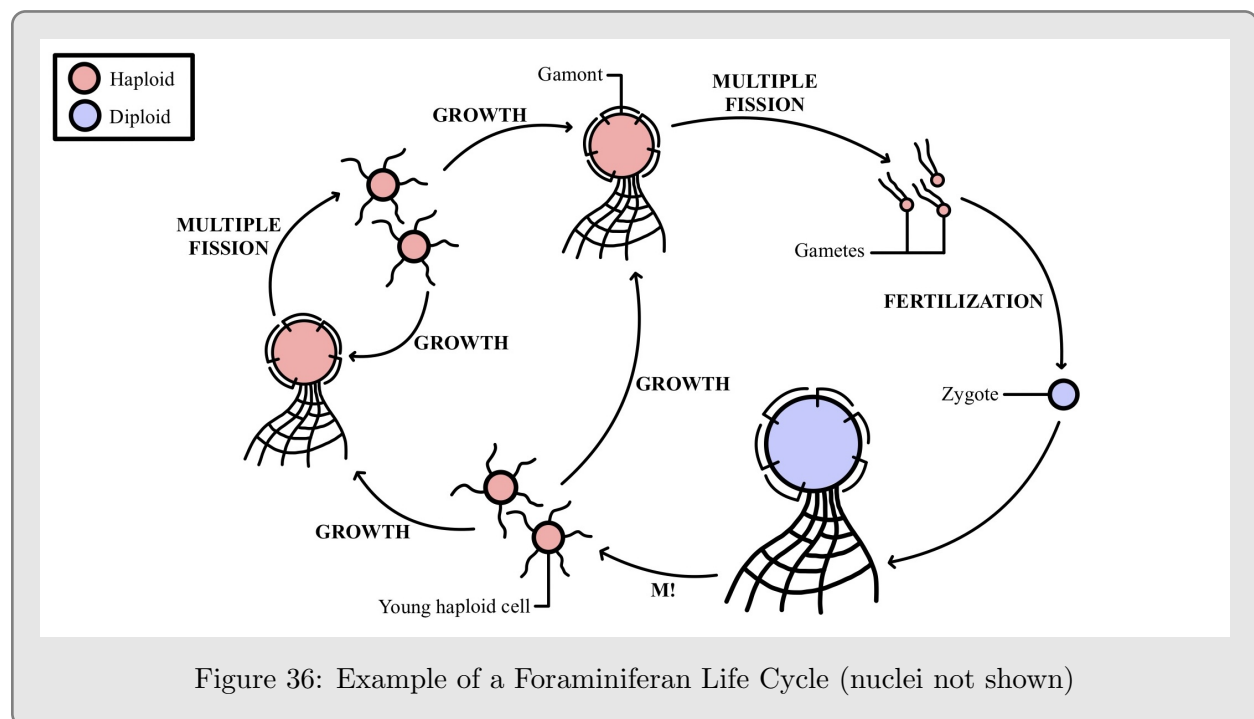 Haploid
Diploid
Gamont
MULTIPLE
FISSION
GROWTH
MULTIPLE
FISSION
Gametes
FERTILIZATION
GROWTH
GROWTH
Zygote
GROWTH
M!
Young haploid cell
Figure 36: Example of a Foraminiferan Life Cycle (nuclei not shown)